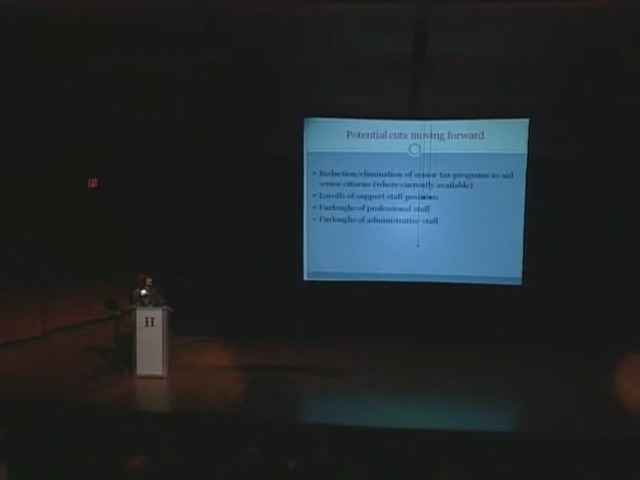 Potential cuts moving forward
• Reduction/elimination of senior tax programs to aid
senior citizens (where currently available)
• Layoffs of support staff positions
• Furloughs of professional staff
• Furloughs of administrative staff
H